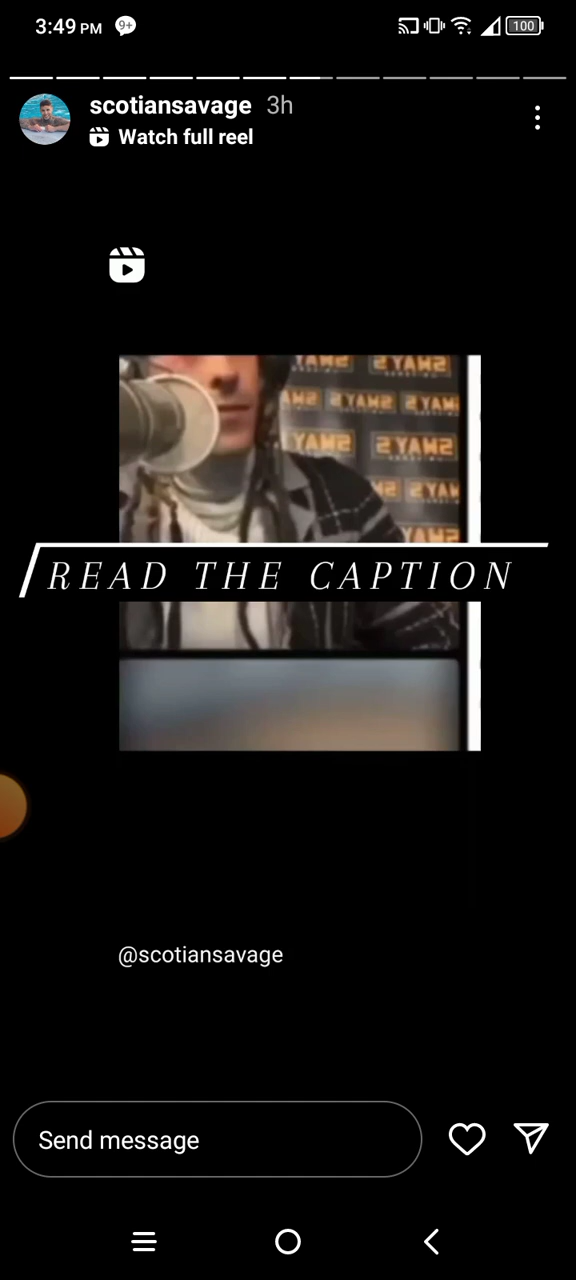 3:49 PM 9+ 100
scotiansavage 3h
Watch full reel
READ THE CAPTION
@scotiansavage
Send message